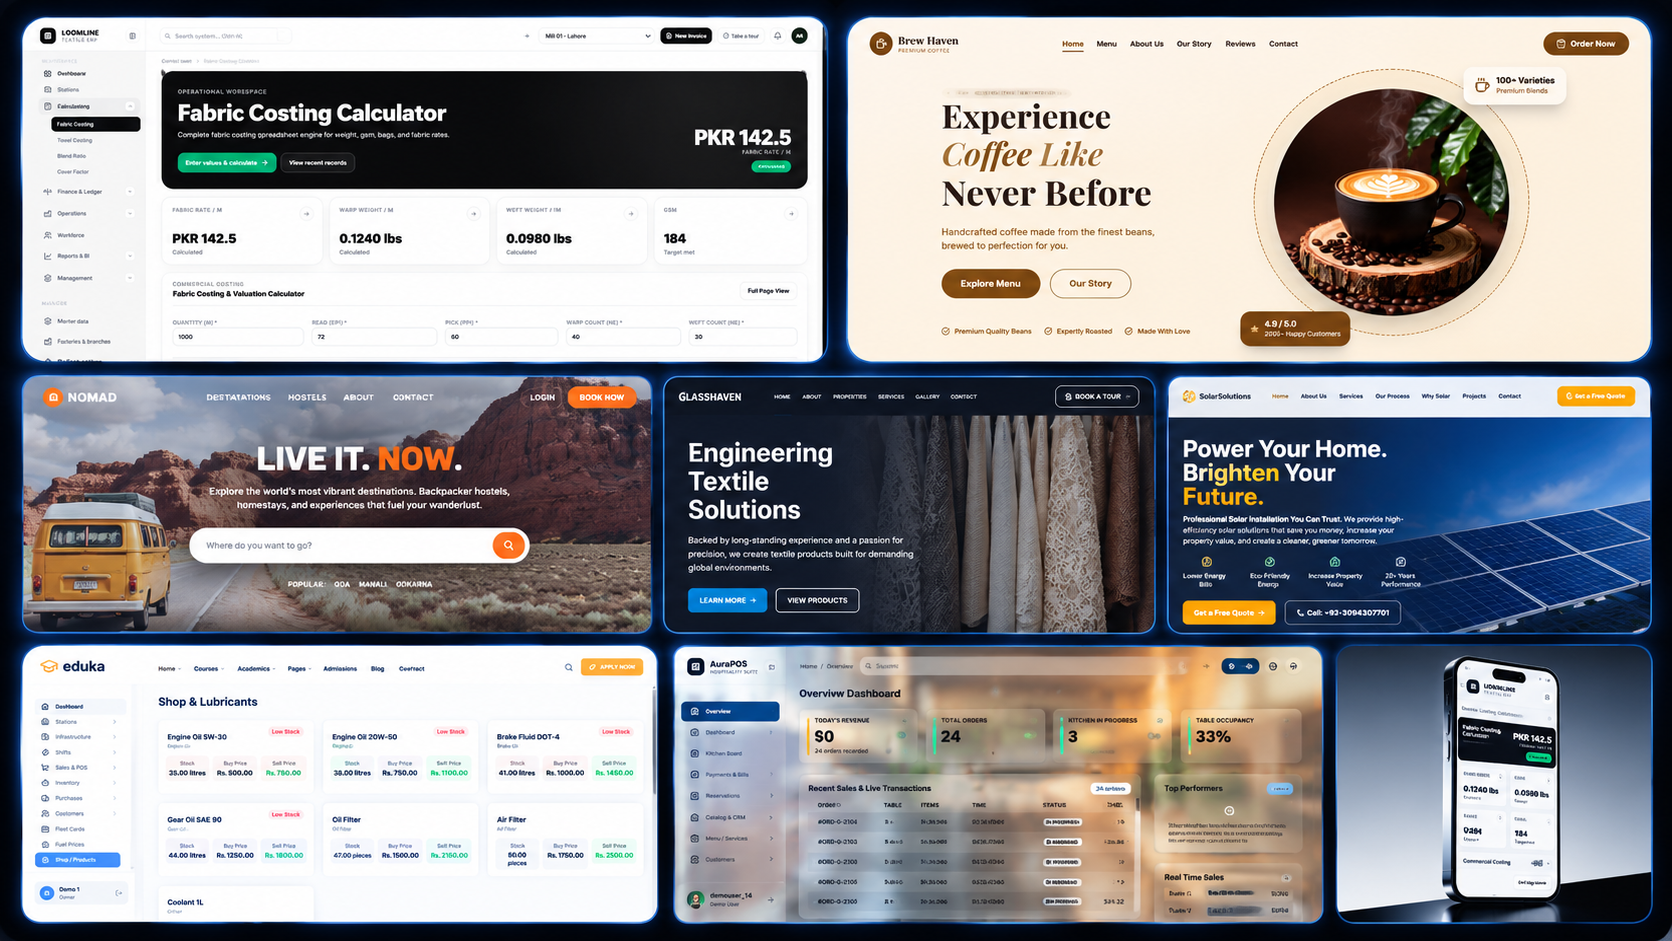 LOOMLINE
TEXTILE ERP
Search system... (Ctrl+K)
Mill 01 - Lahore
New Invoice
Take a tour
Dashboard
Stations
Calculating
Fabric Costing
Towel Costing
Blend Ratio
Cover Factor
Finance & Ledger
Operations
Workforce
Reports & BI
Management
Master data
Factories & branches
OPERATIONAL WORKSPACE
Fabric Costing Calculator
Complete fabric costing spreadsheet engine for weight, gsm, bags, and fabric rates.
Enter values & calculate →
View recent records
PKR 142.5
FABRIC RATE / M
FABRIC RATE / M
PKR 142.5
Calculated
WARP WEIGHT / M
0.1240 lbs
Calculated
WEFT WEIGHT / M
0.0980 lbs
Calculated
GSM
184
Target met
COMMERCIAL COSTING
Fabric Costing & Valuation Calculator
Full Page View
QUANTITY (M) *
1000
REED (EPI) *
72
PICK (PPI) *
60
WARP COUNT (NE) *
40
WEFT COUNT (NE) *
30
Brew Haven
PREMIUM COFFEE
Home
Menu
About Us
Our Story
Reviews
Contact
Order Now
Experience
Coffee Like
Never Before
Handcrafted coffee made from the finest beans,
brewed to perfection for you.
Explore Menu
Our Story
Premium Quality Beans
Expertly Roasted
Made With Love
100+ Varieties
Premium Blends
4.9 / 5.0
2000+ Happy Customers
NOMAD
DESTATATIONS
HOSTELS
ABOUT
CONTACT
LOGIN
BOOK NOW
LIVE IT. NOW.
Explore the world's most vibrant destinations. Backpacker hostels,
homestays, and experiences that fuel your wanderlust.
Where do you want to go?
POPULAR:
GOA
MANALI
GOKARNA
GLASSHAVEN
HOME
ABOUT
PROPERTIES
SERVICES
GALLERY
CONTACT
BOOK A TOUR
Engineering
Textile
Solutions
Backed by long-standing experience and a passion for
precision, we create textile products built for demanding
global environments.
LEARN MORE →
VIEW PRODUCTS
SolarSolutions
Home
About Us
Services
Our Process
Why Solar
Projects
Contact
Get a Free Quote
Power Your Home.
Brighten Your
Future.
Professional Solar Installation You Can Trust. We provide high-
efficiency solar solutions that save you money, increase your
property value, and create a cleaner, greener tomorrow.
Lower Energy
Bills
Eco Friendly
Energy
Increase Property
Value
20+ Years
Performance
Get a Free Quote →
Call: +92-3094307701
eduka
Home
Courses
Academics
Pages
Admissions
Blog
Contact
APPLY NOW
Dashboard
Stations
Infrastructure
Shifts
Sales & POS
Inventory
Purchases
Customers
Fleet Cards
Fuel Prices
Shop / Products
Demo 1
Owner
Shop & Lubricants
Engine Oil 5W-30
Low Stock
Stock
35.00 litres
Buy Price
Rs. 500.00
Sell Price
Rs. 750.00
Engine Oil 20W-50
Low Stock
Stock
38.00 litres
Buy Price
Rs. 750.00
Sell Price
Rs. 1100.00
Brake Fluid DOT-4
Low Stock
Stock
41.00 litres
Buy Price
Rs. 1000.00
Sell Price
Rs. 1450.00
Gear Oil SAE 90
Low Stock
Stock
44.00 litres
Buy Price
Rs. 1250.00
Sell Price
Rs. 1800.00
Oil Filter
Stock
47.00 pieces
Buy Price
Rs. 1500.00
Sell Price
Rs. 2150.00
Air Filter
Stock
50.00
pieces
Buy Price
Rs. 1750.00
Sell Price
Rs. 2500.00
Coolant 1L
AuraPOS
HOSPITALITY SUITE
Home / Overview
Overview
Dashboard
Kitchen Board
Payments & Bills
Reservations
Catalog & CRM
Menu / Services
Customers
demouser_14
Demo User
Overvivw Dashboard
TODAY'S REVENUE
$0
24 orders recorded
TOTAL ORDERS
24
KITCHEN IN PROGRESS
3
TABLE OCCUPANCY
33%
Recent Sales & Live Transactions
TABLE
ITEMS
TIME
STATUS
#ORD-G-2104
Top Performers
Real Time Sales
LOOMLINE
PKR 142.5
0.1240 lbs
0.0980 lbs
184
Commercial Costing